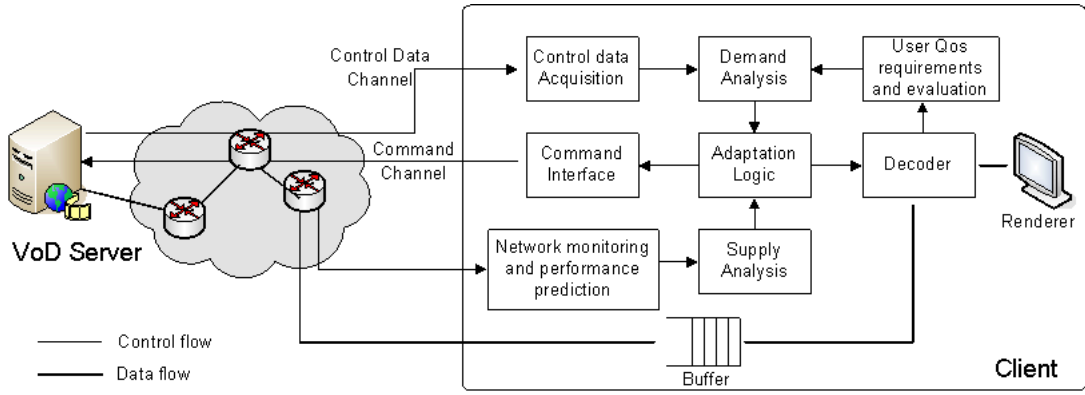 Control Data
Channel
Control data
Acquisition
Demand
Analysis
User Qos
requirements
and evaluation
Command
Channel
Command
Interface
Adaptation
Logic
Decoder
Renderer
VoD Server
Network monitoring
and performance
prediction
Supply
Analysis
Control flow
Data flow
Buffer
Client